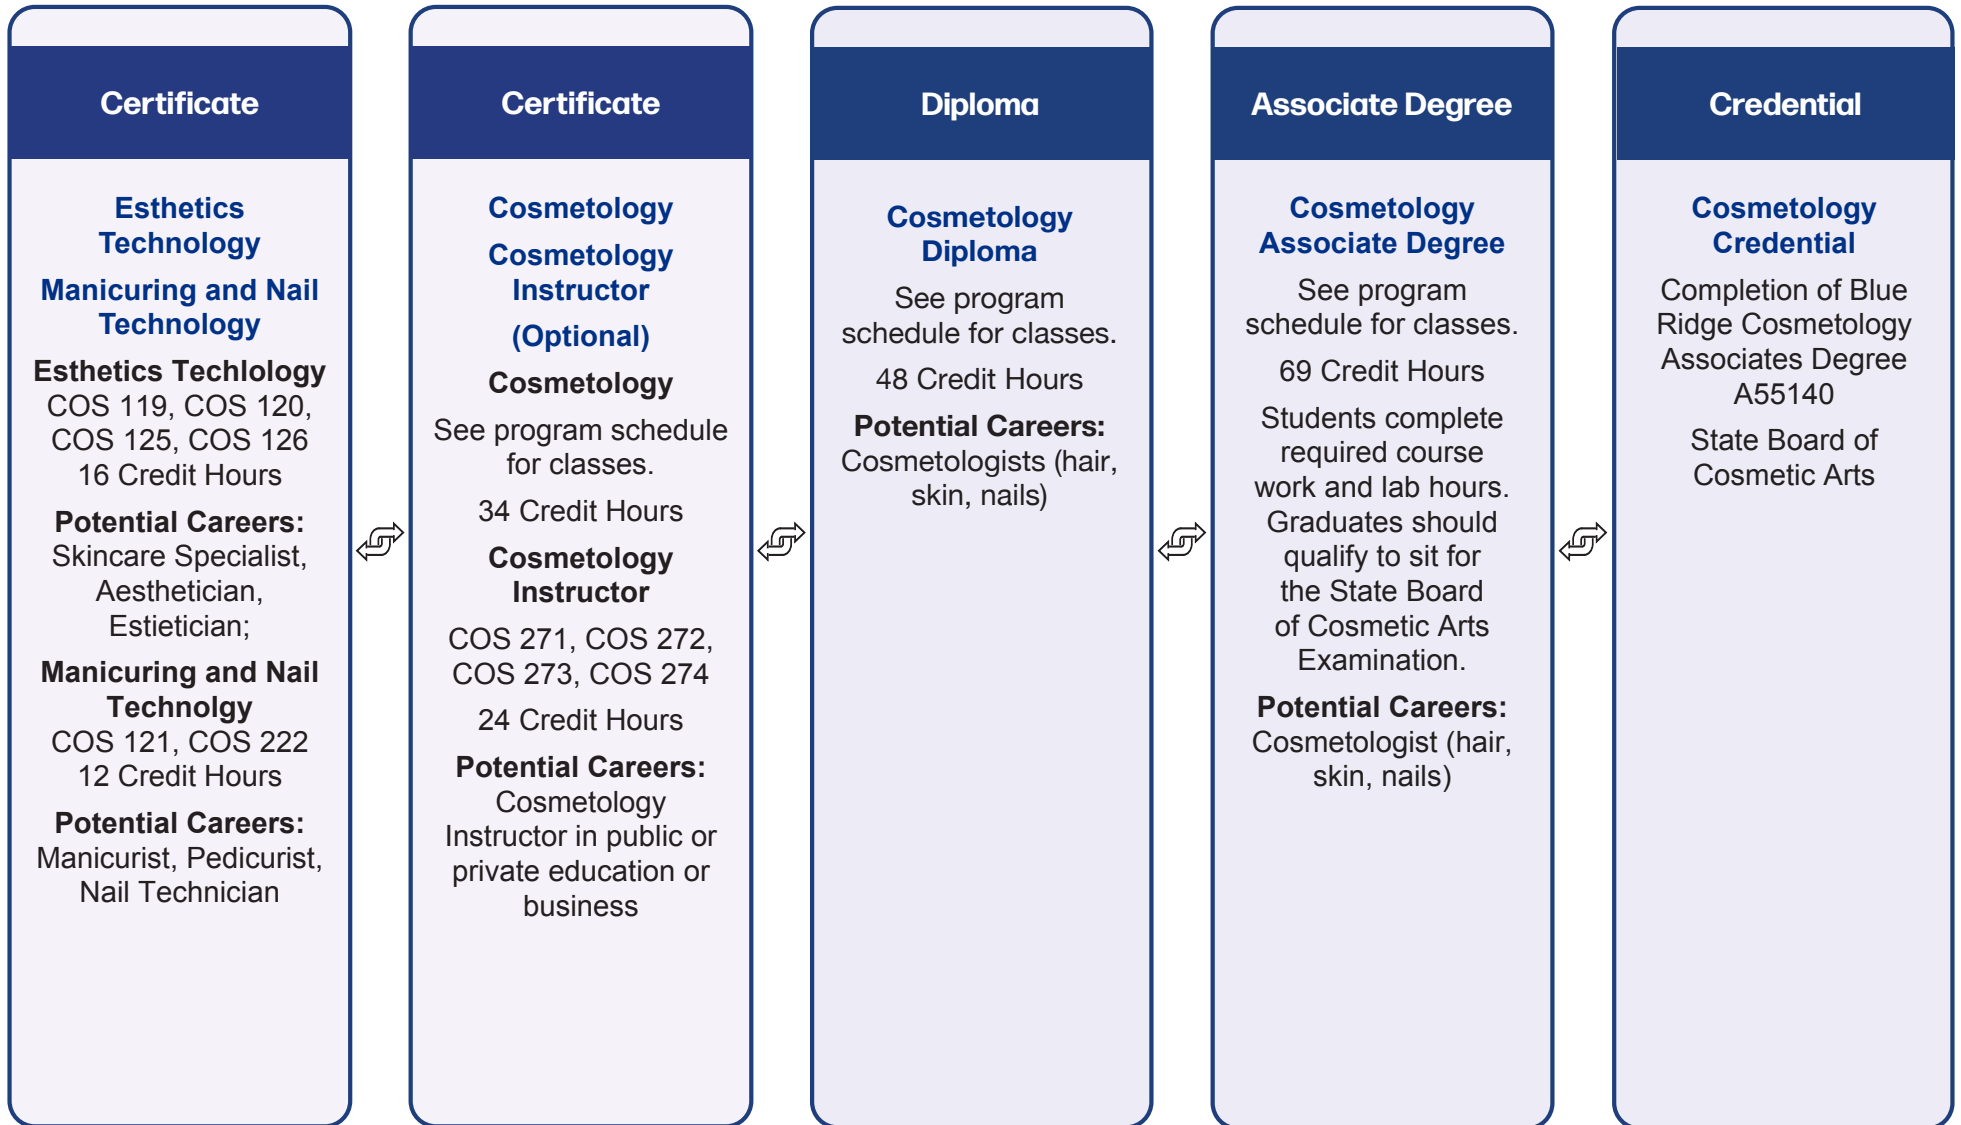 Certificate
Esthetics
Technology
Manicuring and Nail
Technology
Esthetics Techlology
COS 119, COS 120,
COS 125, COS 126
16 Credit Hours
Potential Careers:
Skincare Specialist,
Aesthetician,
Estietician;
Manicuring and Nail
Technolgy
COS 121, COS 222
12 Credit Hours
Potential Careers:
Manicurist, Pedicurist,
Nail Technician
Certificate
Cosmetology
Cosmetology
Instructor
(Optional)
Cosmetology
See program schedule
for classes.
34 Credit Hours
Cosmetology
Instructor
COS 271, COS 272,
COS 273, COS 274
24 Credit Hours
Potential Careers:
Cosmetology
Instructor in public or
private education or
business
Diploma
Cosmetology
Diploma
See program
schedule for classes.
48 Credit Hours
Potential Careers:
Cosmetologists (hair,
skin, nails)
Associate Degree
Cosmetology
Associate Degree
See program
schedule for classes.
69 Credit Hours
Students complete
required course
work and lab hours.
Graduates should
qualify to sit for
the State Board
of Cosmetic Arts
Examination.
Potential Careers:
Cosmetologist (hair,
skin, nails)
Credential
Cosmetology
Credential
Completion of Blue
Ridge Cosmetology
Associates Degree
A55140
State Board of
Cosmetic Arts